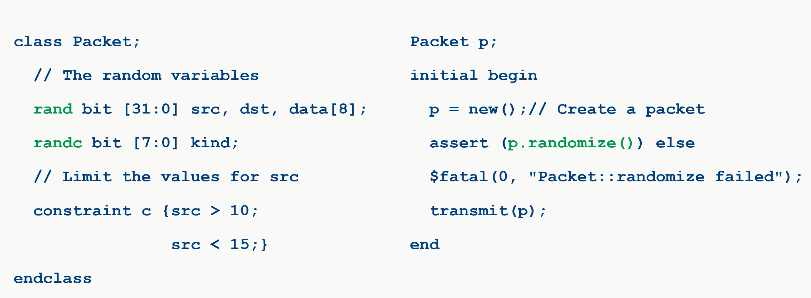 class Packet;
// The random variables
rand bit [31:0] src, dst, data[8];
randc bit [7:0] kind;
// Limit the values for src
constraint c {src > 10;
src < 15;}
endclass
Packet p;
initial begin
p = new();// Create a packet
assert (p.randomize()) else
$fatal(0, "Packet::randomize failed");
transmit(p);
end